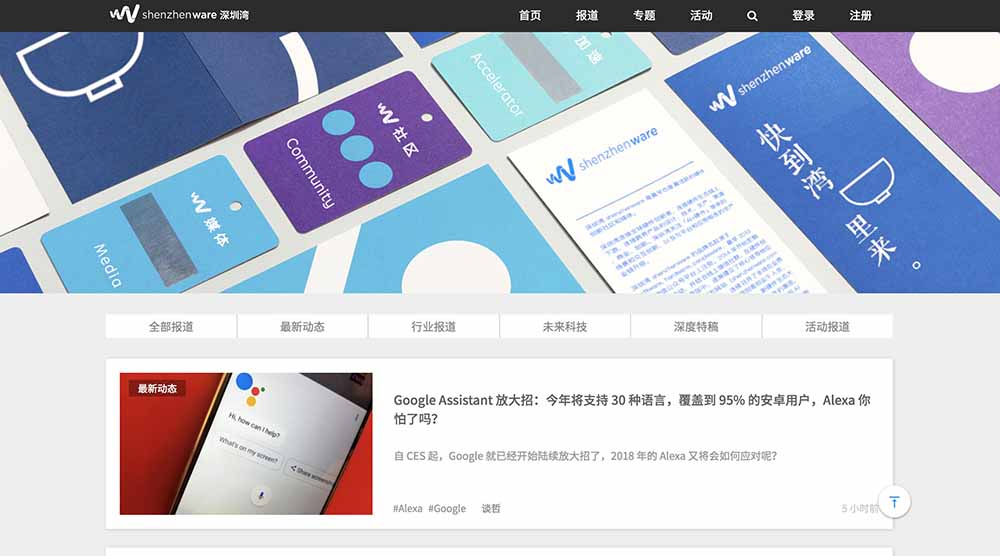 shenzhenware 深圳湾
首页 报道 专题 活动 登录 注册
加速
Accelerator
社区
Community
媒体
Media
shenzhenware
shenzhenware
快到湾
里来。
全部报道 最新动态 行业报道 未来科技 深度特稿 活动报道
最新动态
Hi, how can I help?
What's on my screen?
Share screenshot
Google Assistant 放大招：今年将支持 30 种语言，覆盖到 95% 的安卓用户，Alexa 你
怕了吗？
自 CES 起，Google 就已经开始陆续放大招了，2018 年的 Alexa 又将会如何应对呢？
#Alexa #Google 谈哲
5 小时前